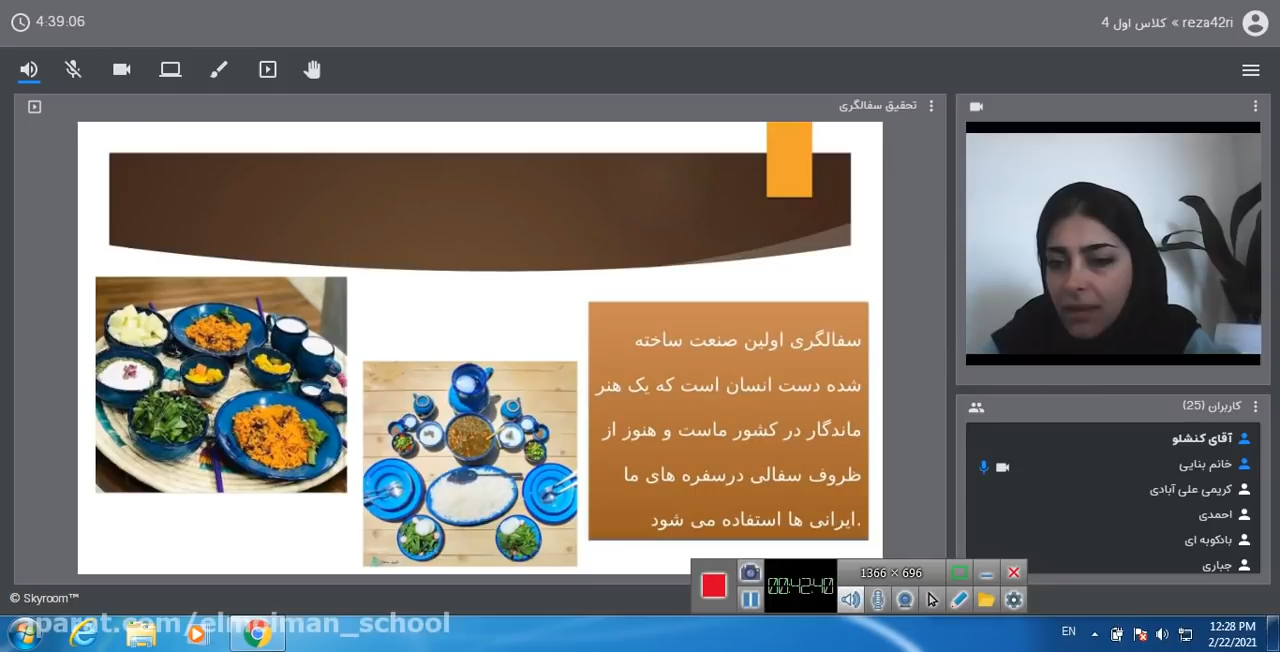 4:39:06
reza42ri » کلاس اول 4
تحقیق سفالگری
سفالگری اولین صنعت ساخته
شده دست انسان است که یک هنر
ماندگار در کشور ماست و هنوز از
ظروف سفالی درسفره های ما
.ایرانی ها استفاده می شود
کاربران (25)
آقای کنشلو
خانم بنایی
کریمی علی آبادی
احمدی
بادکوبه ای
جباری
1366 × 696
00:42:40
© Skyroom™
aparat.com/elmoiman_school
EN
12:28 PM
2/22/2021